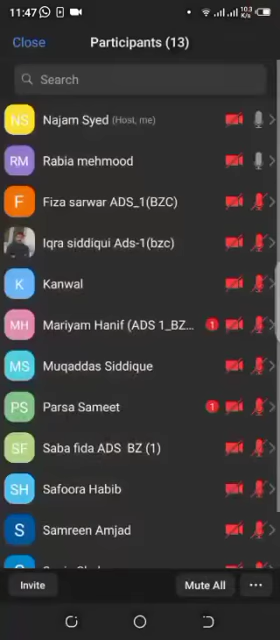 11:47
10.3
K/s
Close
Participants (13)
Search
NS
Najam Syed (Host, me)
RM
Rabia mehmood
F
Fiza sarwar ADS_1(BZC)
Iqra siddiqui Ads-1(bzc)
K
Kanwal
MH
Mariyam Hanif (ADS 1_BZ...
1
MS
Muqaddas Siddique
PS
Parsa Sameet
1
SF
Saba fida ADS BZ (1)
SH
Safoora Habib
S
Samreen Amjad
Invite
Mute All